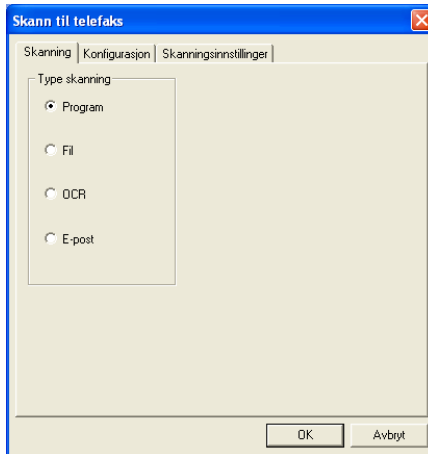 Skann til telefaks
Skanning Konfigurasjon Skanningsinnstillinger
Type skanning
Program
Fil
OCR
E-post
OK Avbryt